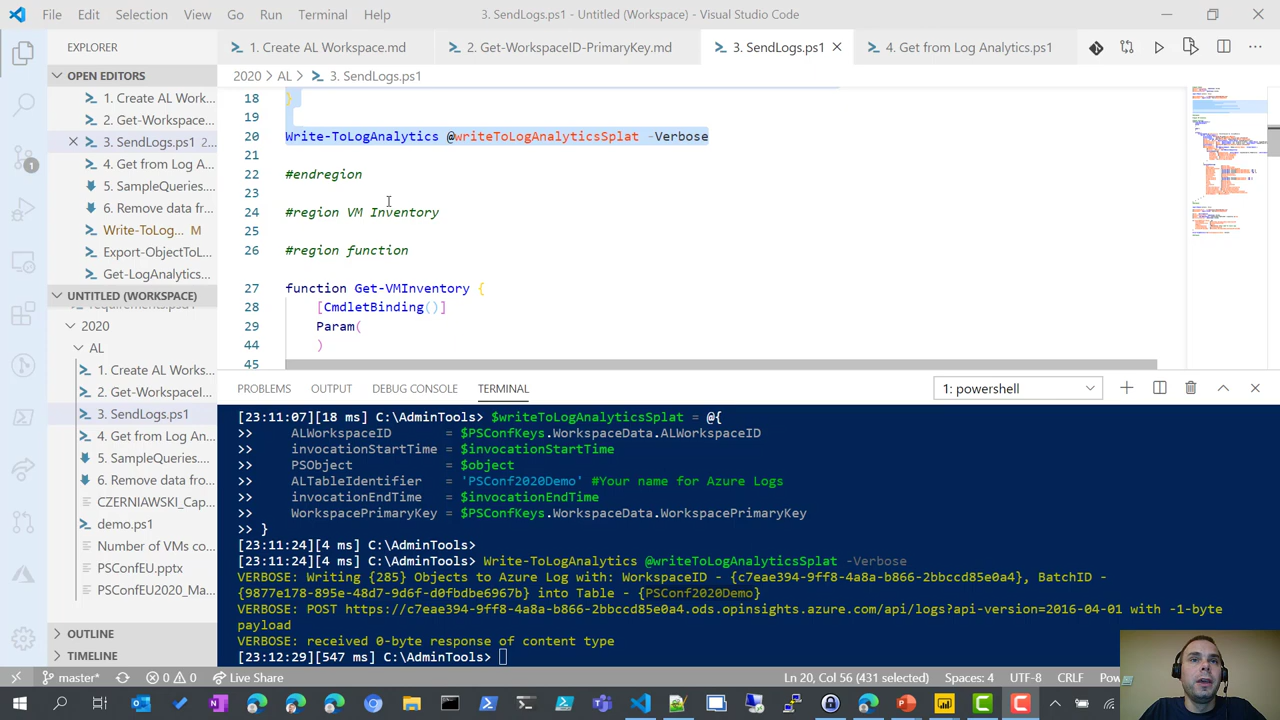 File Edit Selection View Go Run Terminal Help 3. SendLogs.ps1 - Untitled (Workspace) - Visual Studio Code
EXPLORER
1. Create AL Workspace.md 2. Get-WorkspaceID-PrimaryKey.md 3. SendLogs.ps1 4. Get from Log Analytics.ps1
OPEN EDITORS
1. Create AL Work...
2. Get-Workspace...
3. SendLogs.ps1 2...
4. Get from Log A...
5. SampleQueries...
6. Remove data fr...
Write-ToLog... M
Export-ObjectToL...
Get-LogAnalytics...
UNTITLED (WORKSPACE)
2020
AL
1. Create AL Works...
2. Get-WorkspaceI...
3. SendLogs.ps1
4. Get from Log An...
5. SampleQueries....
6. Remove data fro...
CZERNIAWSKI_Cap...
demo.ps1
Number of VMs co...
PSConfEU.pptx
PSConfEU2020_Ma...
OUTLINE
TIMELINE
2020 AL 3. SendLogs.ps1
18 }
19
20 Write-ToLogAnalytics @writeToLogAnalyticsSplat -Verbose
21
22 #endregion
23
24 #region VM Inventory
25
26 #region function
27 function Get-VMInventory {
28 [CmdletBinding()]
29 Param(
44 )
45
PROBLEMS OUTPUT DEBUG CONSOLE TERMINAL 1: powershell
[23:11:07][18 ms] C:\AdminTools> $writeToLogAnalyticsSplat = @{
>> ALWorkspaceID = $PSConfKeys.WorkspaceData.ALWorkspaceID
>> invocationStartTime = $invocationStartTime
>> PSObject = $object
>> ALTableIdentifier = 'PSConf2020Demo' #Your name for Azure Logs
>> invocationEndTime = $invocationEndTime
>> WorkspacePrimaryKey = $PSConfKeys.WorkspaceData.WorkspacePrimaryKey
>> }
[23:11:24][4 ms] C:\AdminTools>
[23:11:24][4 ms] C:\AdminTools> Write-ToLogAnalytics @writeToLogAnalyticsSplat -Verbose
VERBOSE: Writing {285} Objects to Azure Log with: WorkspaceID - {c7eae394-9ff8-4a8a-b866-2bbccd85e0a4}, BatchID -
{9877e178-895e-48d7-9d6f-d0fbdbe6967b} into Table - {PSConf2020Demo}
VERBOSE: POST https://c7eae394-9ff8-4a8a-b866-2bbccd85e0a4.ods.opinsights.azure.com/api/logs?api-version=2016-04-01 with -1-byte
payload
VERBOSE: received 0-byte response of content type
[23:12:29][547 ms] C:\AdminTools>
master* 0 0 Live Share Ln 20, Col 56 (431 selected) Spaces: 4 UTF-8 CRLF Pow